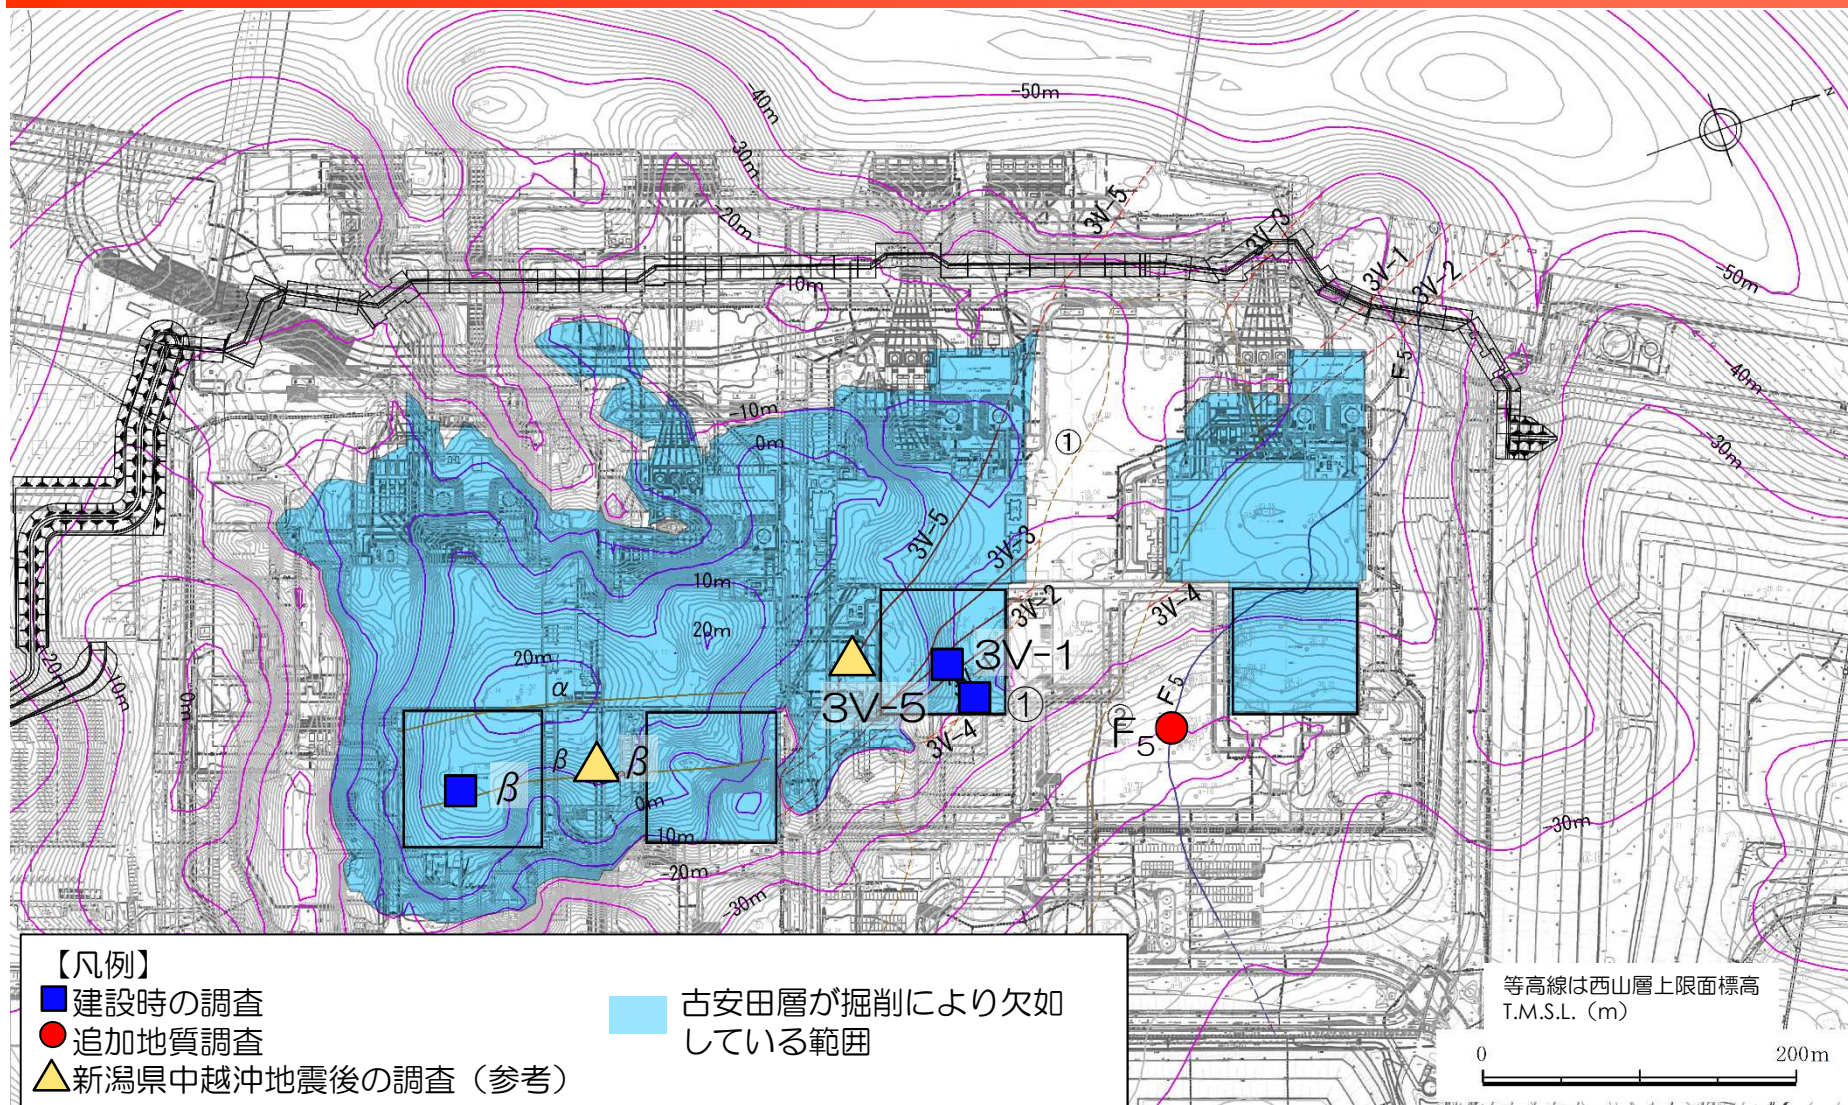 -40m
-50m
N
-30m
3V-5
3V-3
-20m
3V-1
3V-2
-50m
-10m
F5
-40m
-10m
0m
①
-30m
3V-5
3V-3
10m
3V-2
3V-4
20m
20m
3V-1
-20m
10m
0m
α
3V-5
①
②
F5
F5
3V-4
β
β
β
0m
-10m
-30m
-20m
-30m
【凡例】
建設時の調査
追加地質調査
新潟県中越沖地震後の調査（参考）
古安田層が掘削により欠如
している範囲
等高線は西山層上限面標高
T.M.S.L.（m）
0
200m